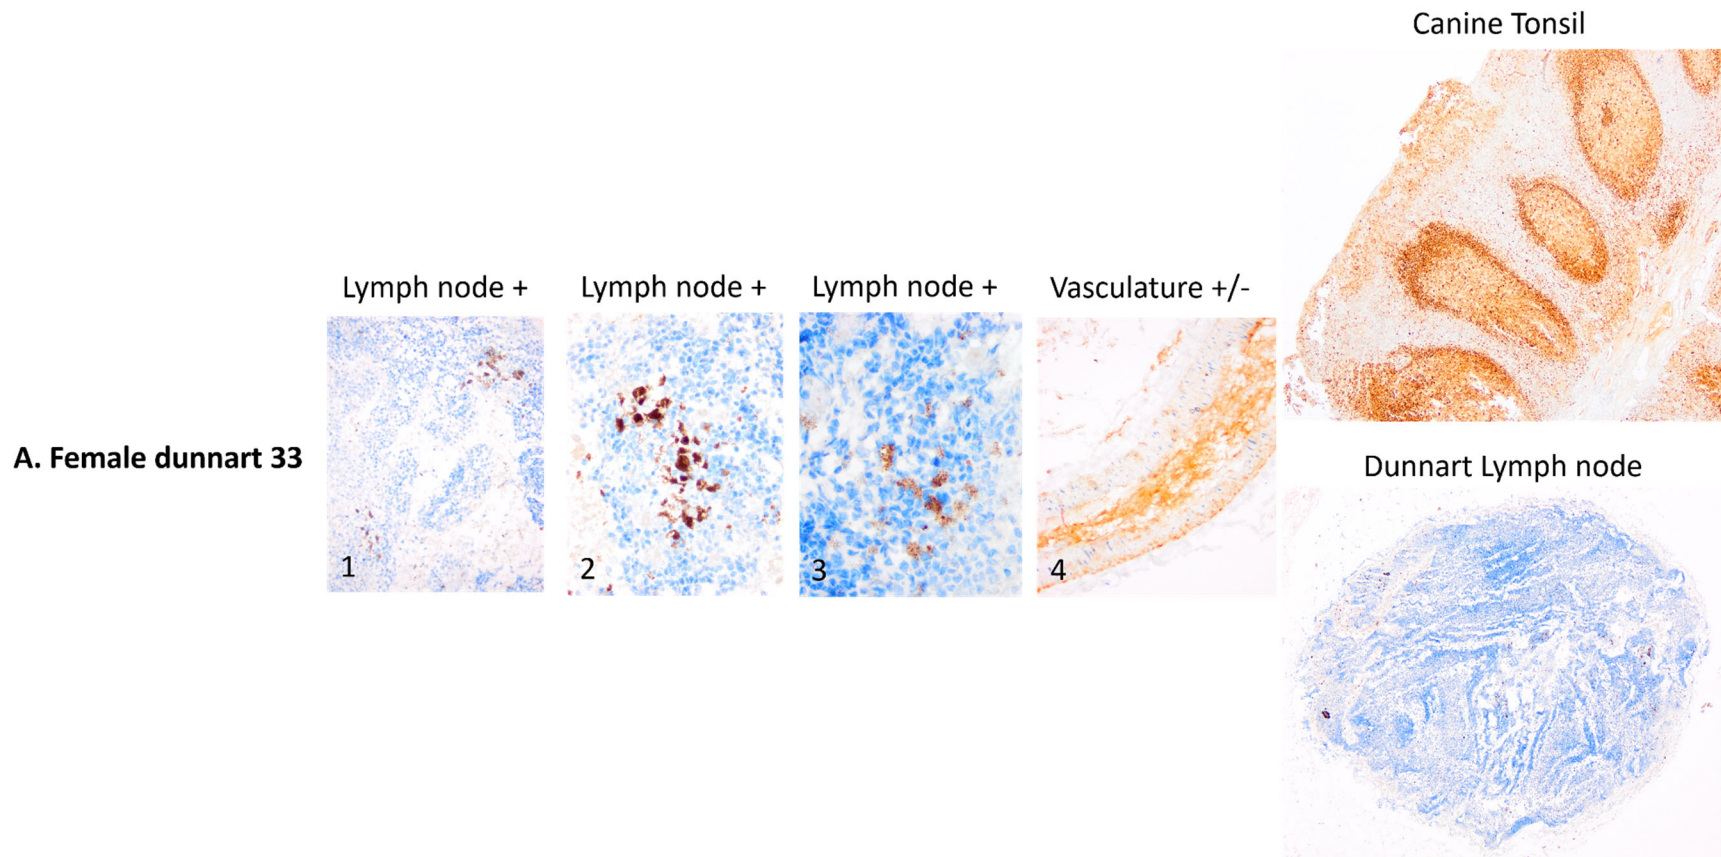 Canine Tonsil
Lymph node +
Lymph node +
Lymph node +
Vasculature +/-
A. Female dunnart 33
1
2
3
4
Dunnart Lymph node